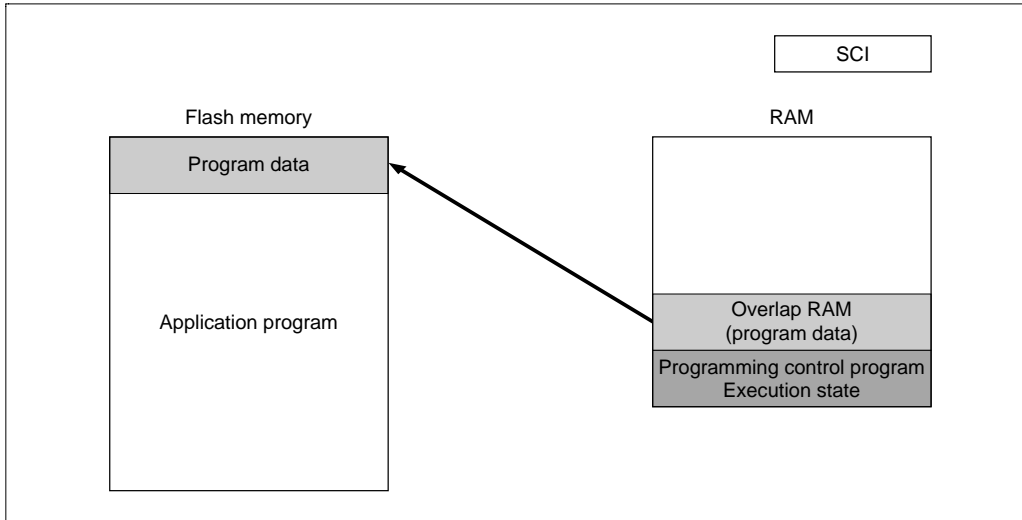 SCI
Flash memory
RAM
Program data
Application program
Overlap RAM
(program data)
Programming control program
Execution state